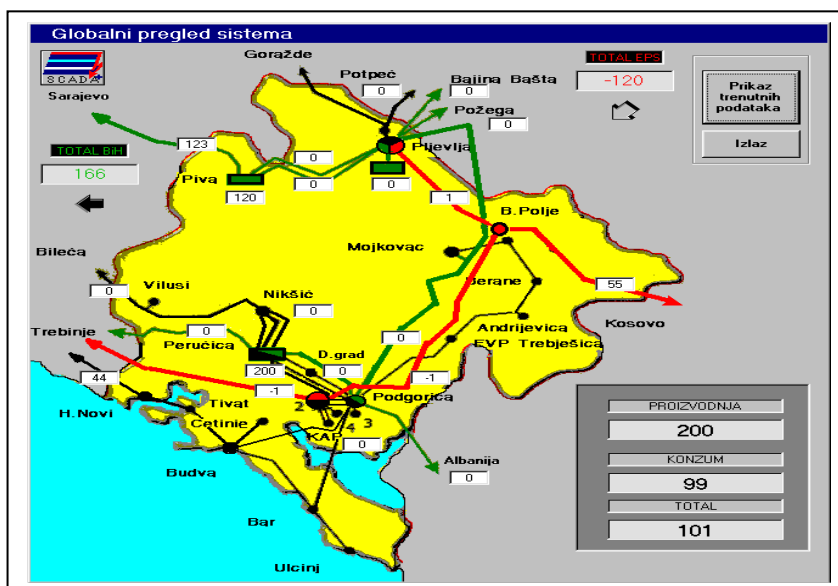 Globalni pregled sistema
SCADA
Goražde
Potpeć
0
Bajina Bašta
0
TOTAL EPS
-120
Prikaz
trenutnih
podataka
Izlaz
Sarajevo
Požega
0
123
TOTAL BiH
166
Pljevlja
0
0
0
Piva
120
1
B.Polje
Mojkovac
Bileća
0
Vilusi
Berane
55
Kosovo
Nikšić
0
Trebinje
0
Perućica
Andrijevica
EVP Trebješica
0
D.grad
0
200
44
-1
-1
Podgorica
H.Novi
Tivat
2
Cetinje
4
3
KAP
0
Budva
Albanija
0
Bar
Ulcinj
PROIZVODNJA
200
KONZUM
99
TOTAL
101